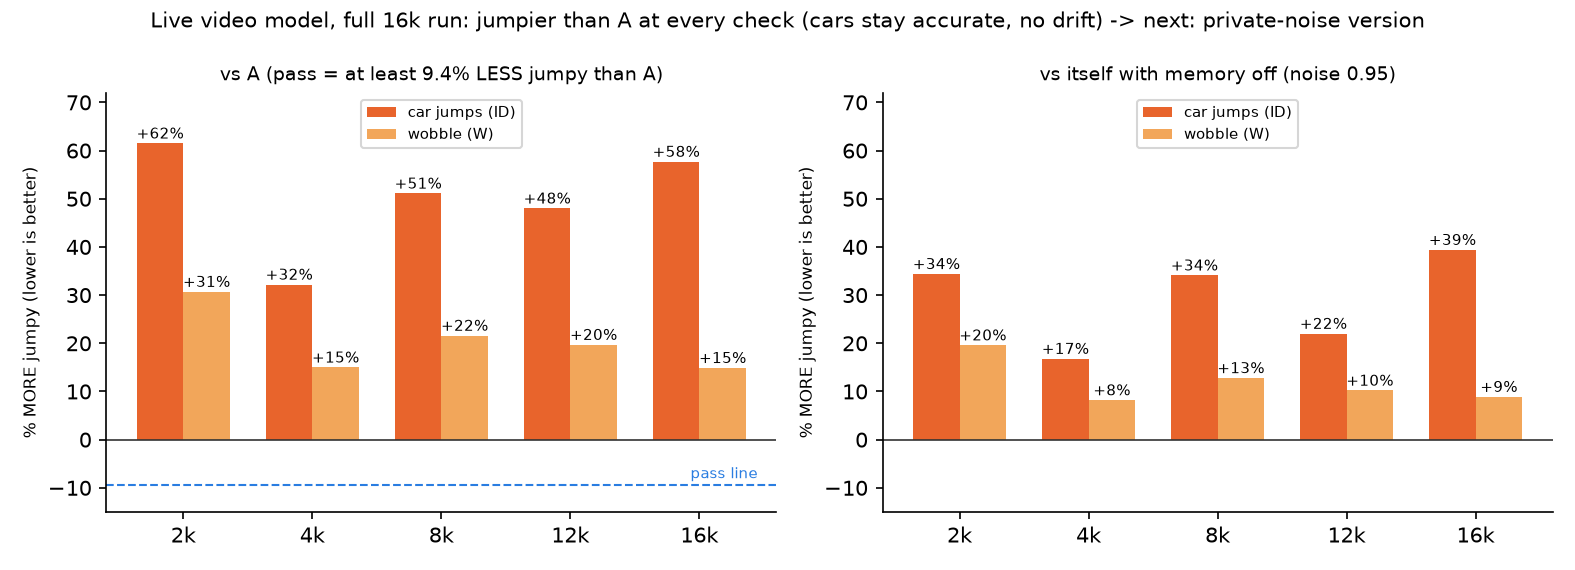 Live video model, full 16k run: jumpier than A at every check (cars stay accurate, no drift) -> next: private-noise version
vs A (pass = at least 9.4% LESS jumpy than A)
% MORE jumpy (lower is better)
70
60
50
40
30
20
10
0
−10
car jumps (ID)
wobble (W)
+62%
+31%
+32%
+15%
+51%
+22%
+48%
+20%
+58%
+15%
pass line
2k
4k
8k
12k
16k
vs itself with memory off (noise 0.95)
% MORE jumpy (lower is better)
70
60
50
40
30
20
10
0
−10
car jumps (ID)
wobble (W)
+34%
+20%
+17%
+8%
+34%
+13%
+22%
+10%
+39%
+9%
2k
4k
8k
12k
16k